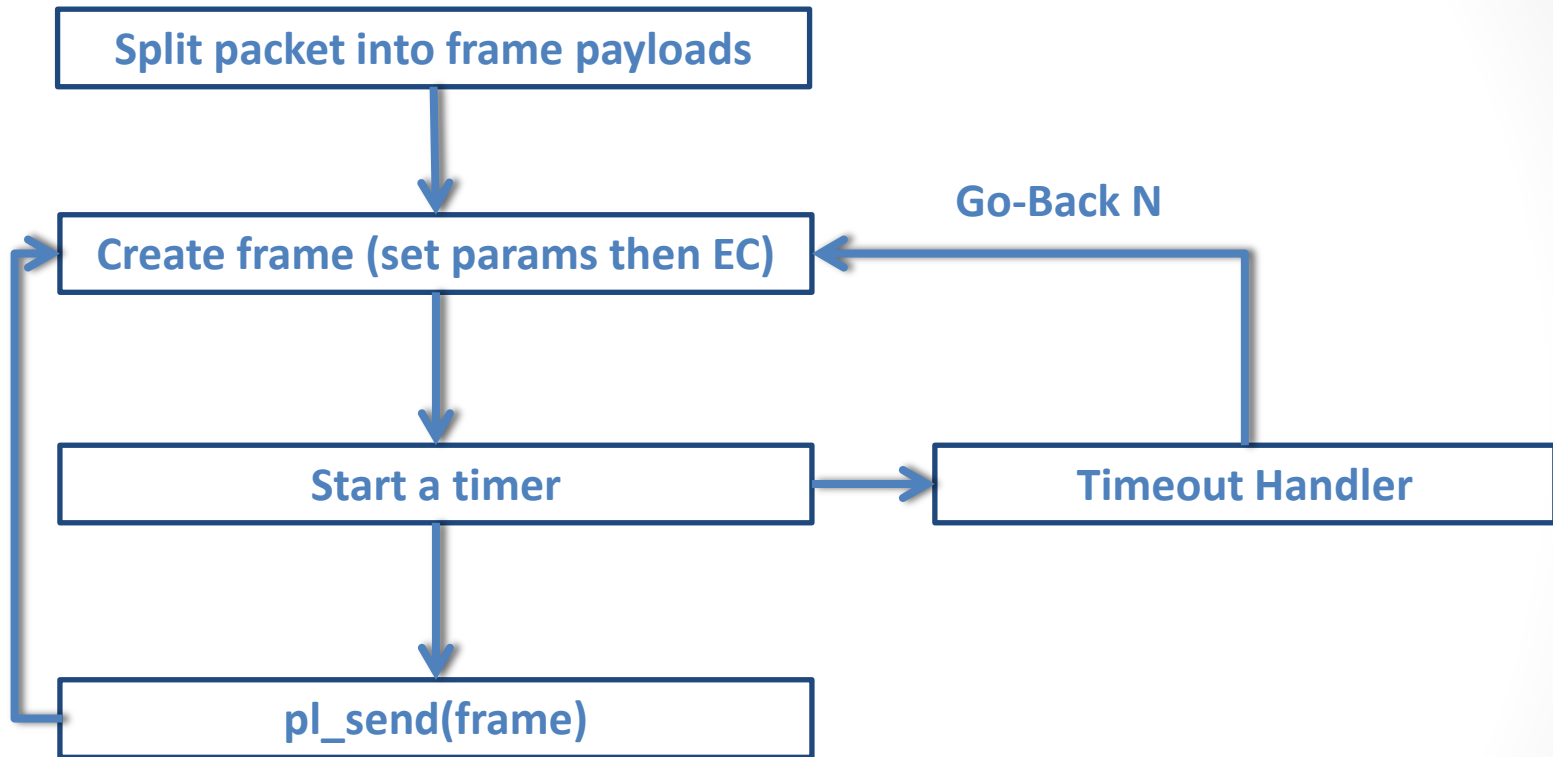 Split packet into frame payloads
Go-Back N
Create frame (set params then EC)
Start a timer
Timeout Handler
pl_send(frame)